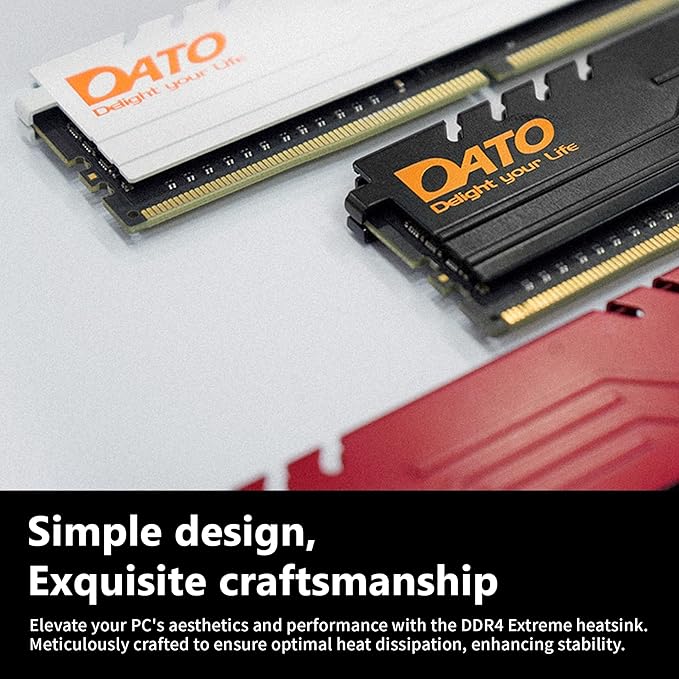 DATO
Delight your Life
DATO
Delight your Life
Simple design,
Exquisite craftsmanship
Elevate your PC's aesthetics and performance with the DDR4 Extreme heatsink.
Meticulously crafted to ensure optimal heat dissipation, enhancing stability.